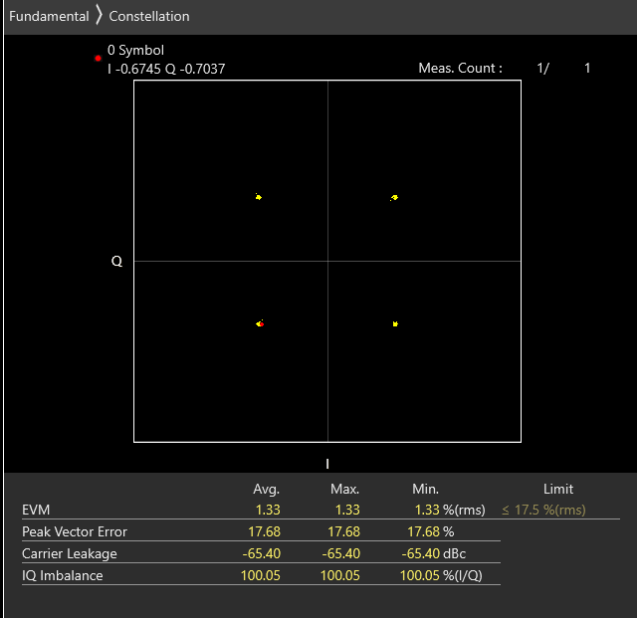 Fundamental 〉 Constellation
0 Symbol
I -0.6745 Q -0.7037
Meas. Count : 1/ 1
Q
I
Avg. Max. Min. Limit
EVM 1.33 1.33 1.33 %(rms) ≤ 17.5 %(rms)
Peak Vector Error 17.68 17.68 17.68 %
Carrier Leakage -65.40 -65.40 -65.40 dBc
IQ Imbalance 100.05 100.05 100.05 %(I/Q)